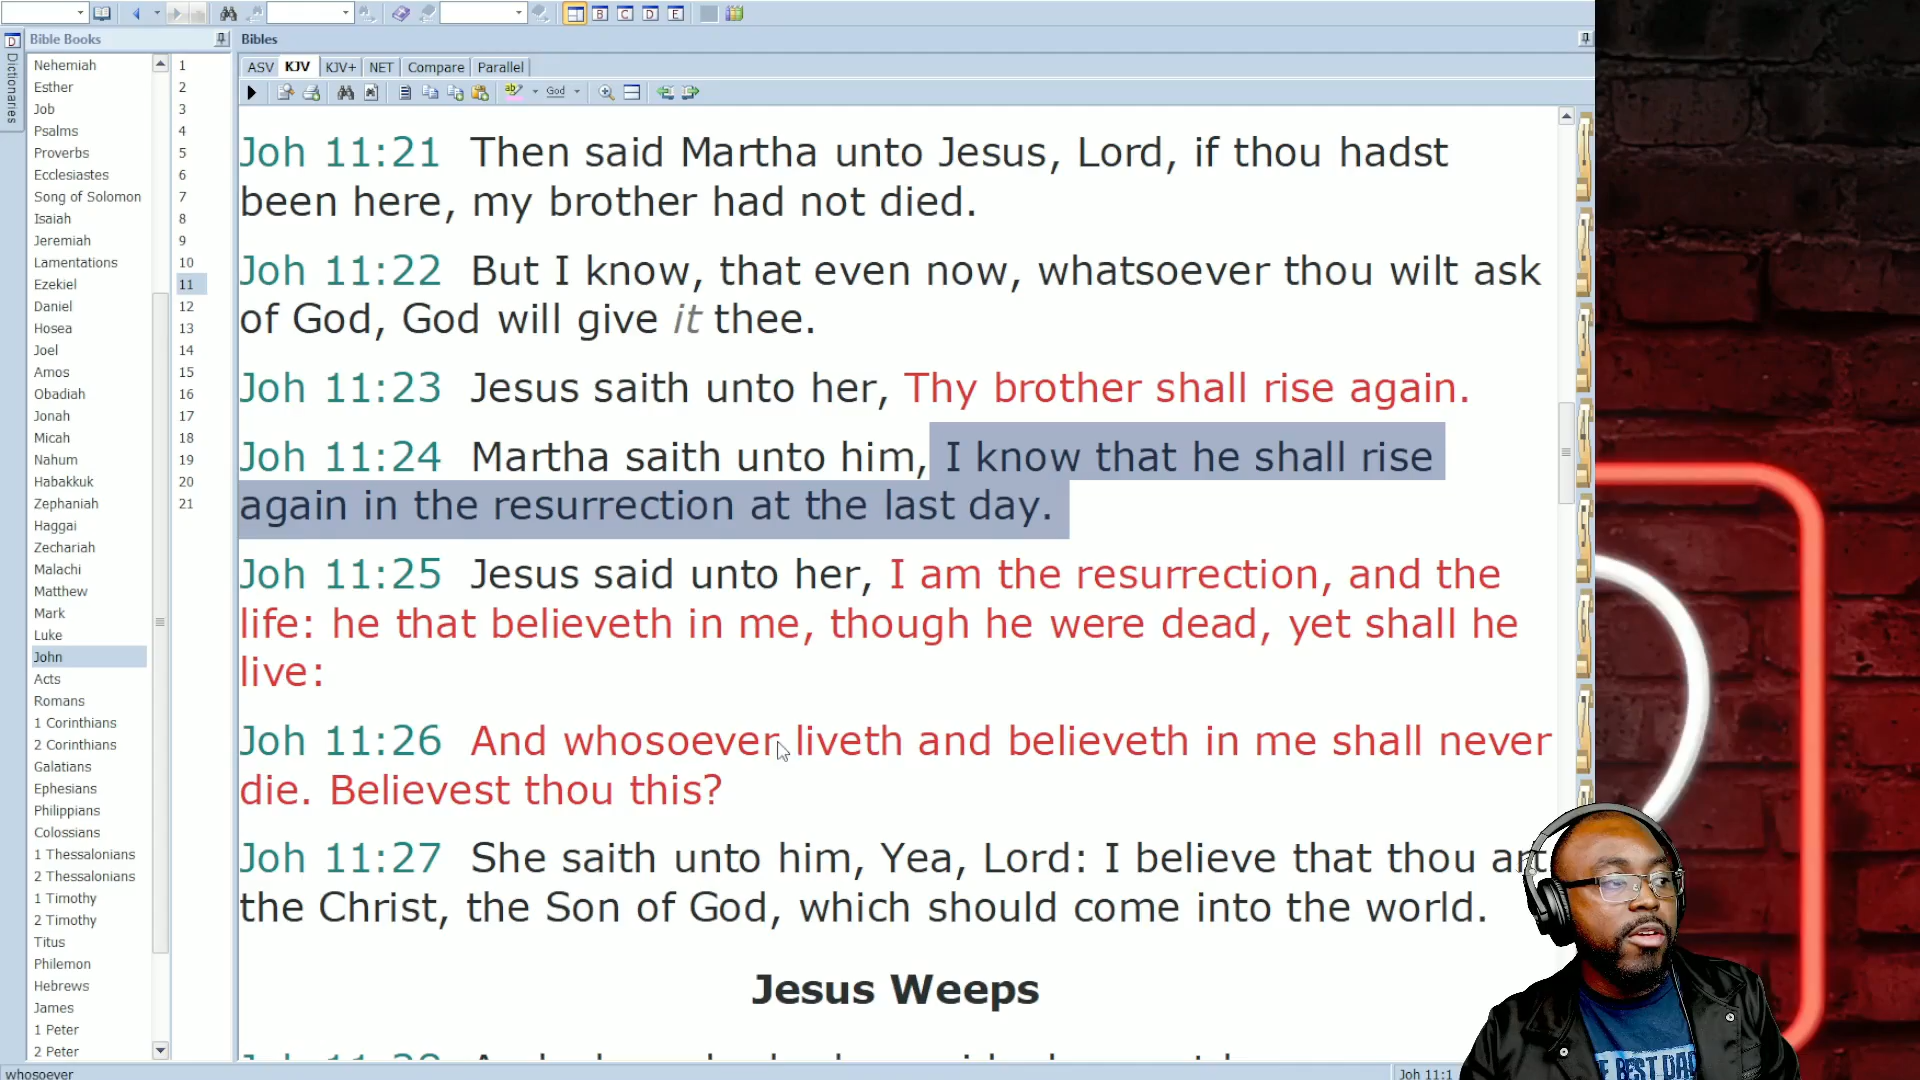 Bible Books
Bibles
B C D E
D
Dictionaries
ASV KJV KJV+ NET Compare Parallel
God
Nehemiah 1
Esther 2
Job 3
Psalms 4
Proverbs 5
Ecclesiastes 6
Song of Solomon 7
Isaiah 8
Jeremiah 9
Lamentations 10
Ezekiel 11
Daniel 12
Hosea 13
Joel 14
Amos 15
Obadiah 16
Jonah 17
Micah 18
Nahum 19
Habakkuk 20
Zephaniah 21
Haggai
Zechariah
Malachi
Matthew
Mark
Luke
John
Acts
Romans
1 Corinthians
2 Corinthians
Galatians
Ephesians
Philippians
Colossians
1 Thessalonians
2 Thessalonians
1 Timothy
2 Timothy
Titus
Philemon
Hebrews
James
1 Peter
2 Peter
Joh 11:21 Then said Martha unto Jesus, Lord, if thou hadst
been here, my brother had not died.
Joh 11:22 But I know, that even now, whatsoever thou wilt ask
of God, God will give it thee.
Joh 11:23 Jesus saith unto her, Thy brother shall rise again.
Joh 11:24 Martha saith unto him, I know that he shall rise
again in the resurrection at the last day.
Joh 11:25 Jesus said unto her, I am the resurrection, and the
life: he that believeth in me, though he were dead, yet shall he
live:
Joh 11:26 And whosoever liveth and believeth in me shall never
die. Believest thou this?
Joh 11:27 She saith unto him, Yea, Lord: I believe that thou art
the Christ, the Son of God, which should come into the world.
Jesus Weeps
whosoever
Joh 11:1
BEST DAD